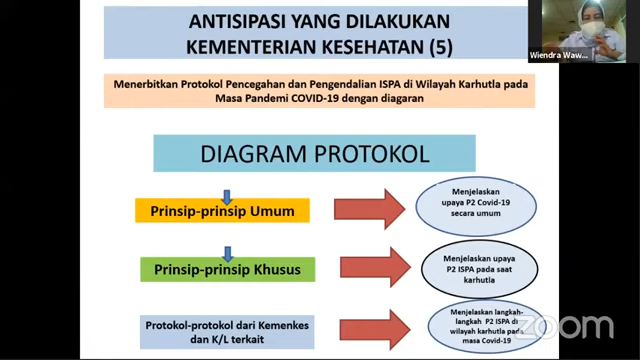 ANTISIPASI YANG DILAKUKAN
KEMENTERIAN KESEHATAN (5)
Wiendra Waw...
Menerbitkan Protokol Pencegahan dan Pengendalian ISPA di Wilayah Karhutla pada
Masa Pandemi COVID-19 dengan diagaran
DIAGRAM PROTOKOL
Prinsip-prinsip Umum
Menjelaskan
upaya P2 Covid-19
secara umum
Prinsip-prinsip Khusus
Menjelaskan upaya
P2 ISPA pada saat
karhutla
Protokol-protokol dari Kemenkes
dan K/L terkait
Menjelaskan langkah-
langkah P2 ISPA di
wilayah karhutla pada
masa Covid-19
zoom